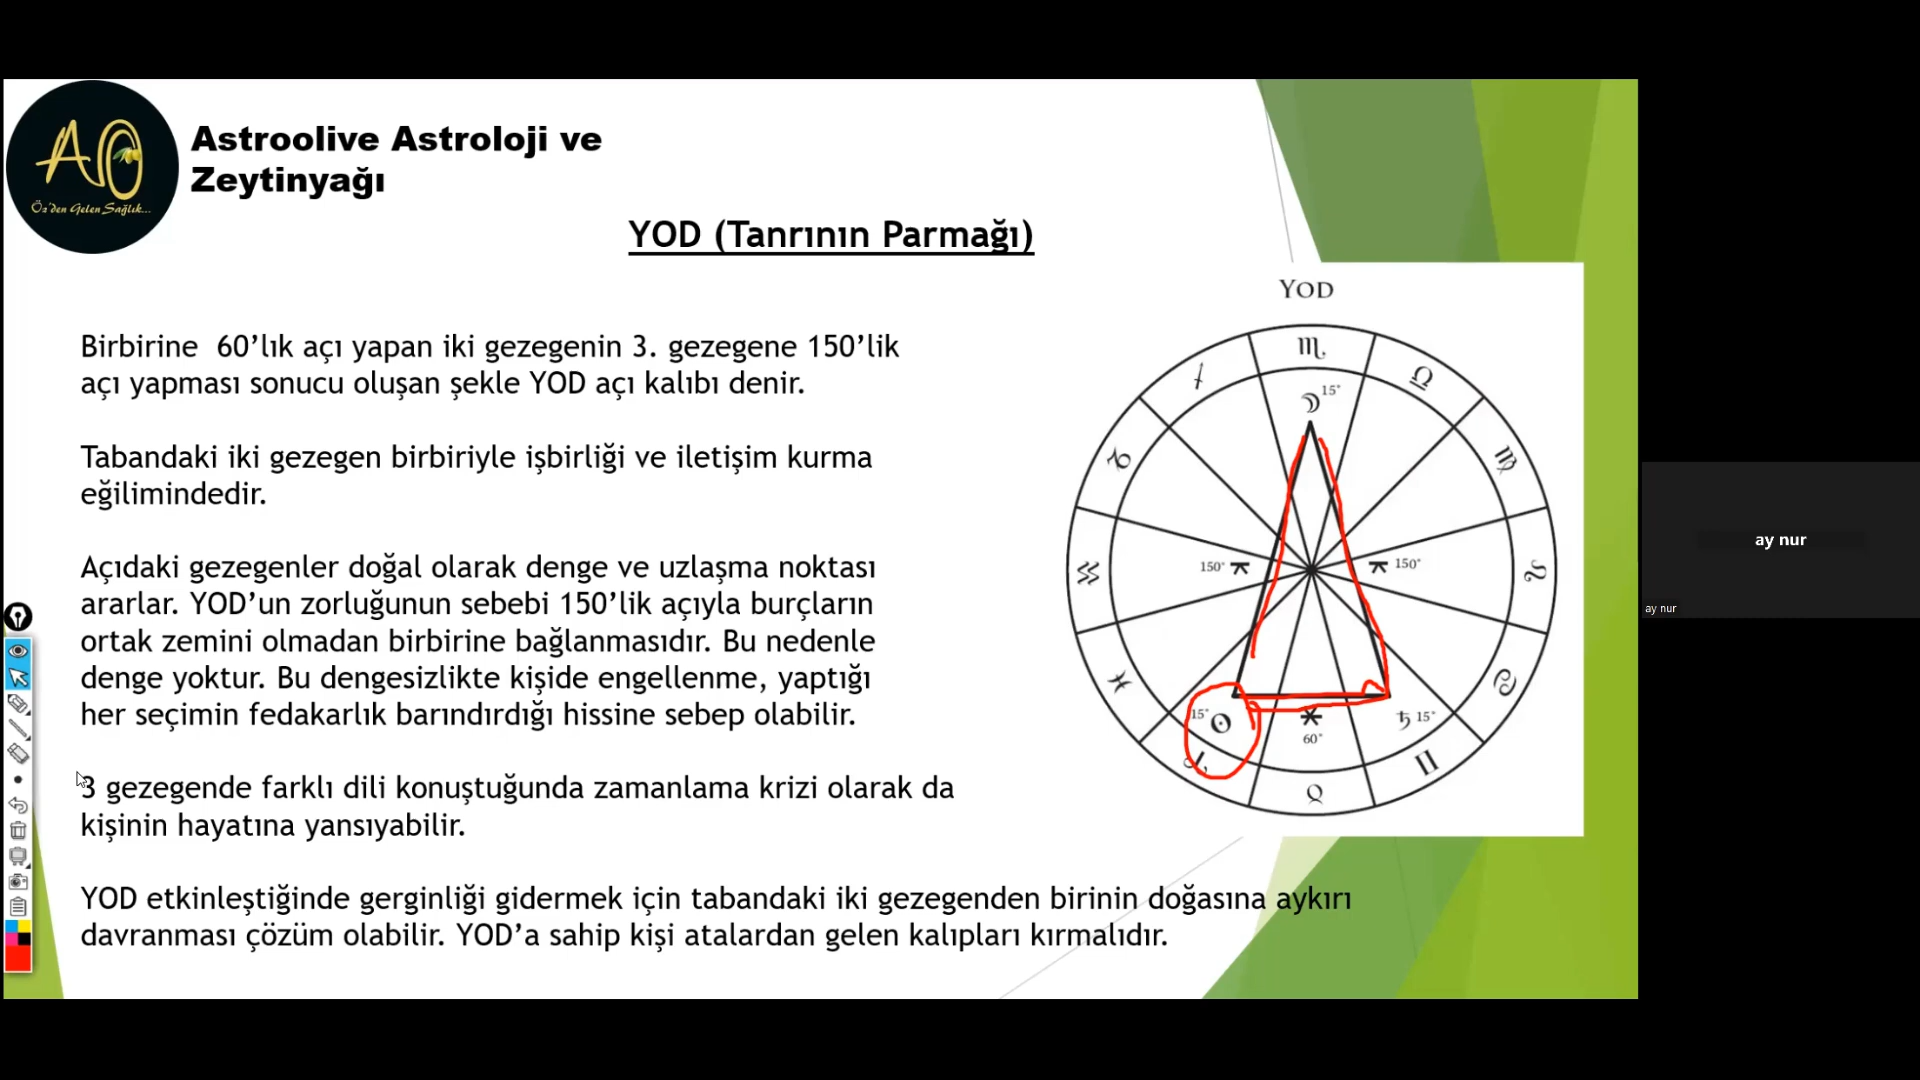 AO
Öz'den Gelen Sağlık...
Astroolive Astroloji ve
Zeytinyağı
YOD (Tanrının Parmağı)
Birbirine 60’lık açı yapan iki gezegenin 3. gezegene 150’lik
açı yapması sonucu oluşan şekle YOD açı kalıbı denir.
Tabandaki iki gezegen birbiriyle işbirliği ve iletişim kurma
eğilimindedir.
Açıdaki gezegenler doğal olarak denge ve uzlaşma noktası
ararlar. YOD’un zorluğunun sebebi 150’lik açıyla burçların
ortak zemini olmadan birbirine bağlanmasıdır. Bu nedenle
denge yoktur. Bu dengesizlikte kişide engellenme, yaptığı
her seçimin fedakarlık barındırdığı hissine sebep olabilir.
3 gezegende farklı dili konuştuğunda zamanlama krizi olarak da
kişinin hayatına yansıyabilir.
YOD etkinleştiğinde gerginliği gidermek için tabandaki iki gezegenden birinin doğasına aykırı
davranması çözüm olabilir. YOD’a sahip kişi atalardan gelen kalıpları kırmalıdır.
YOD
15°
150°
150°
15°
60°
15°
ay nur
ay nur